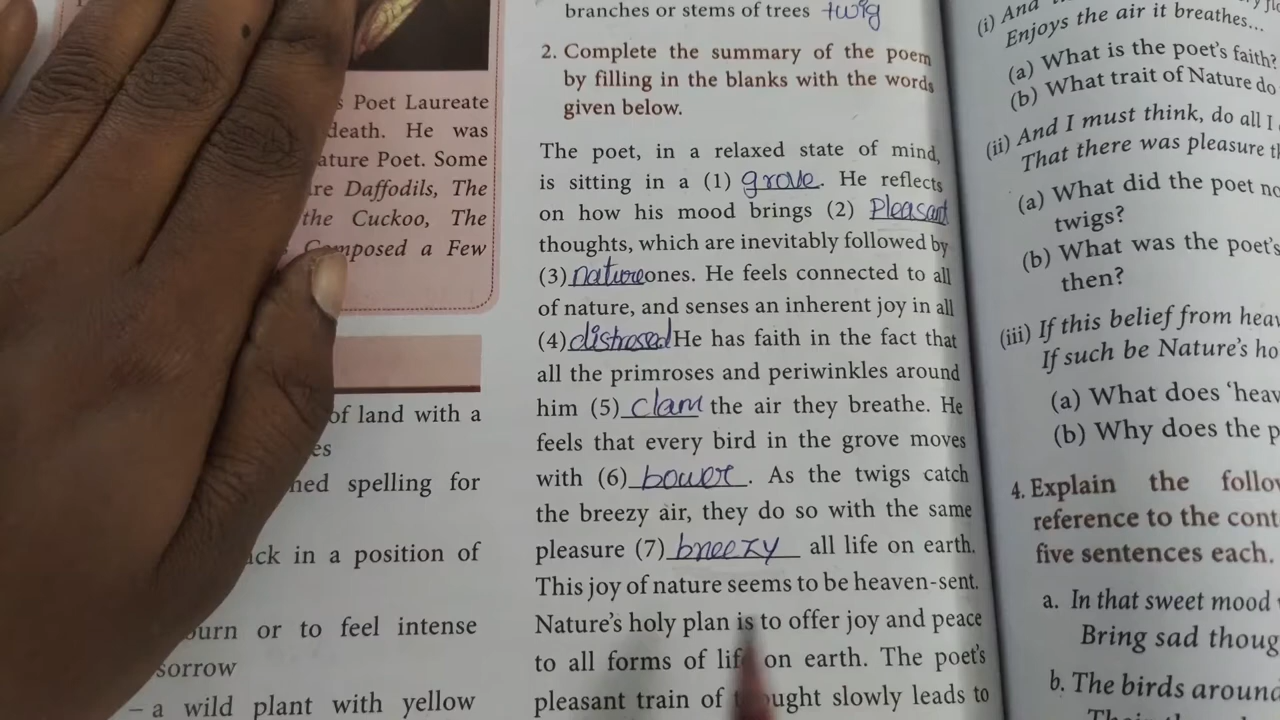 s Poet Laureate
death. He was
ature Poet. Some
re Daffodils, The
the Cuckoo, The
Composed a Few
of land with a
es
ned spelling for
ack in a position of
ourn or to feel intense
sorrow
– a wild plant with yellow
branches or stems of trees twig
2. Complete the summary of the poem
by filling in the blanks with the words
given below.
The poet, in a relaxed state of mind,
is sitting in a (1) grove. He reflects
on how his mood brings (2) Pleasant
thoughts, which are inevitably followed by
(3) nature ones. He feels connected to all
of nature, and senses an inherent joy in all
(4) distrosed He has faith in the fact that
all the primroses and periwinkles around
him (5) clam the air they breathe. He
feels that every bird in the grove moves
with (6) bower. As the twigs catch
the breezy air, they do so with the same
pleasure (7) breezy all life on earth.
This joy of nature seems to be heaven-sent.
Nature's holy plan is to offer joy and peace
to all forms of life on earth. The poet's
pleasant train of thought slowly leads to
(i) And
Enjoys the air it breathes...
(a) What is the poet's faith?
(b) What trait of Nature do
(ii) And I must think, do all I
That there was pleasure th
(a) What did the poet no
twigs?
(b) What was the poet's
then?
(iii) If this belief from heav
If such be Nature's ho
(a) What does 'heav
(b) Why does the p
4. Explain the follow
reference to the cont
five sentences each.
a. In that sweet mood
Bring sad thoug
b. The birds around